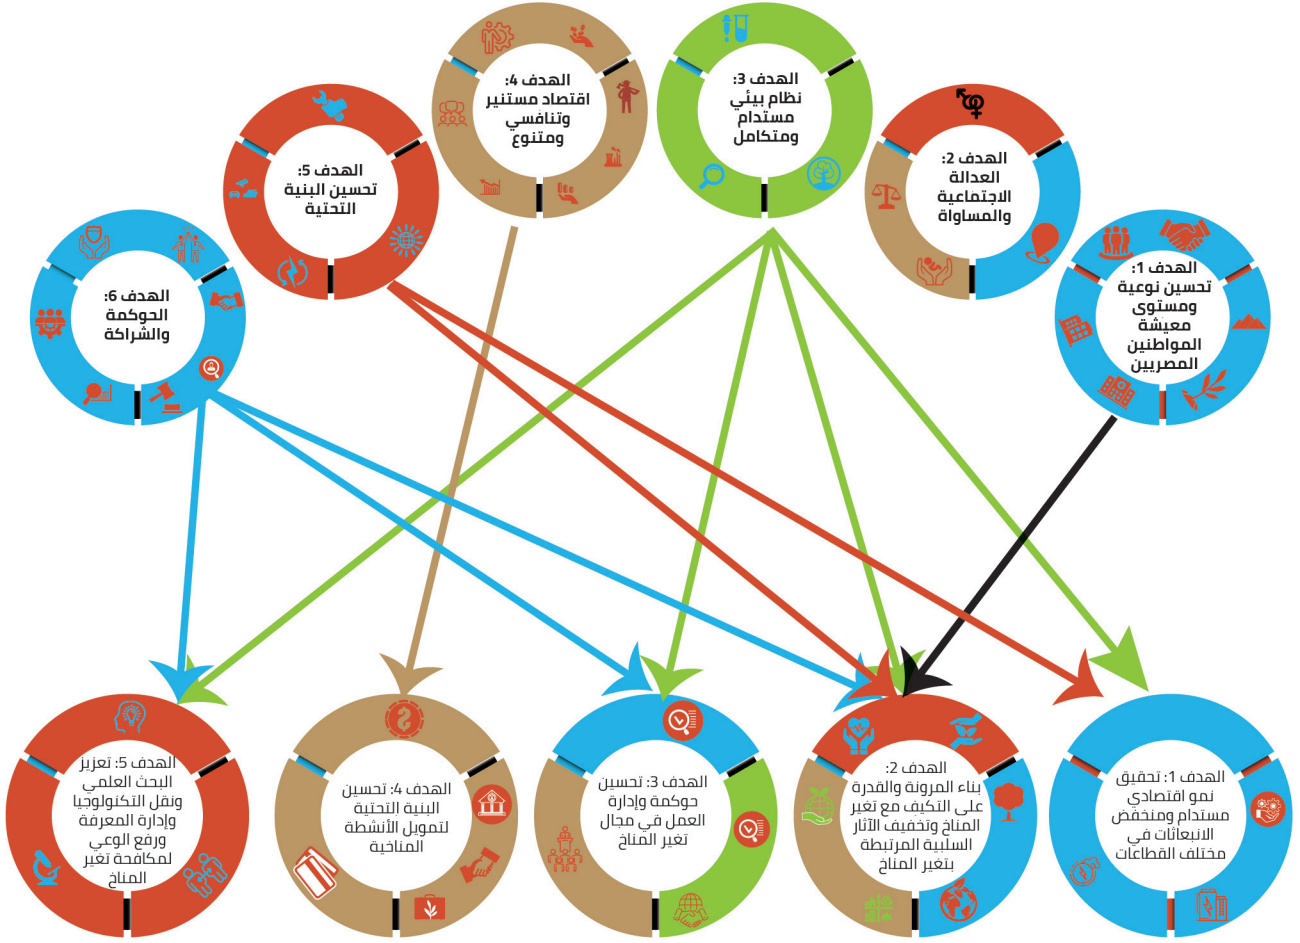 الهدف 1:
تحسين نوعية
ومستوى
معيشة
المواطنين
المصريين
الهدف 2:
العدالة
الاجتماعية
والمساواة
الهدف 3:
نظام بيئي
مستدام
ومتكامل
الهدف 4:
اقتصاد مستنير
وتنافسي
ومتنوع
الهدف 5:
تحسين البنية
التحتية
الهدف 6:
الحوكمة
والشراكة
الهدف 1: تحقيق
نمو اقتصادي
مستدام ومنخفض
الانبعاثات في
مختلف القطاعات
الهدف 2:
بناء المرونة والقدرة
على التكيف مع تغير
المناخ وتخفيف الآثار
السلبية المرتبطة
بتغير المناخ
الهدف 3: تحسين
حوكمة وإدارة
العمل في مجال
تغير المناخ
الهدف 4: تحسين
البنية التحتية
لتمويل الأنشطة
المناخية
الهدف 5: تعزيز
البحث العلمي
ونقل التكنولوجيا
وإدارة المعرفة
ورفع الوعي
لمكافحة تغير
المناخ